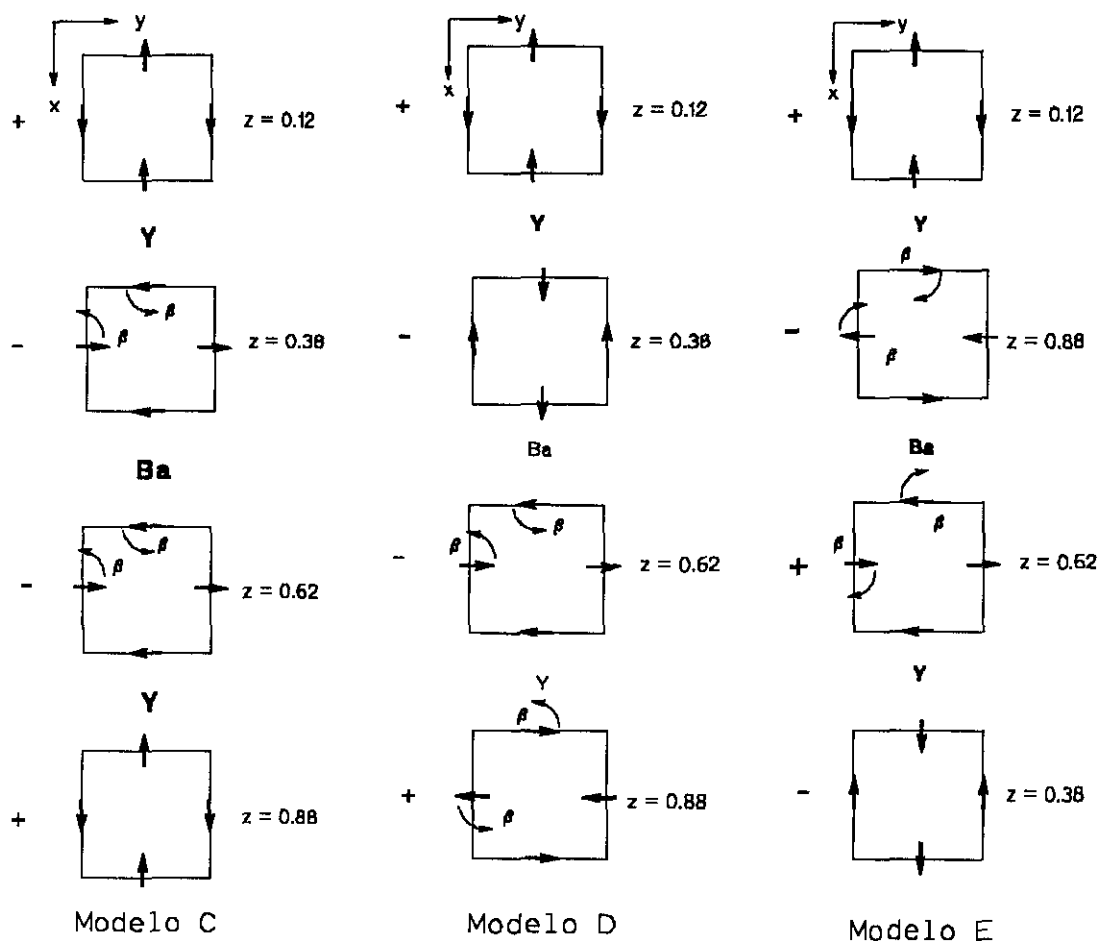 y
x
+
z = 0.12
Y
β
β
-
z = 0.38
Ba
β
β
-
z = 0.62
Y
+
z = 0.88
Modelo C
y
x
+
z = 0.12
Y
-
z = 0.38
Ba
β
β
-
z = 0.62
Y
β
β
+
z = 0.88
Modelo D
y
x
+
z = 0.12
Y
β
β
-
z = 0.88
Ba
β
β
+
z = 0.62
Y
-
z = 0.38
Modelo E